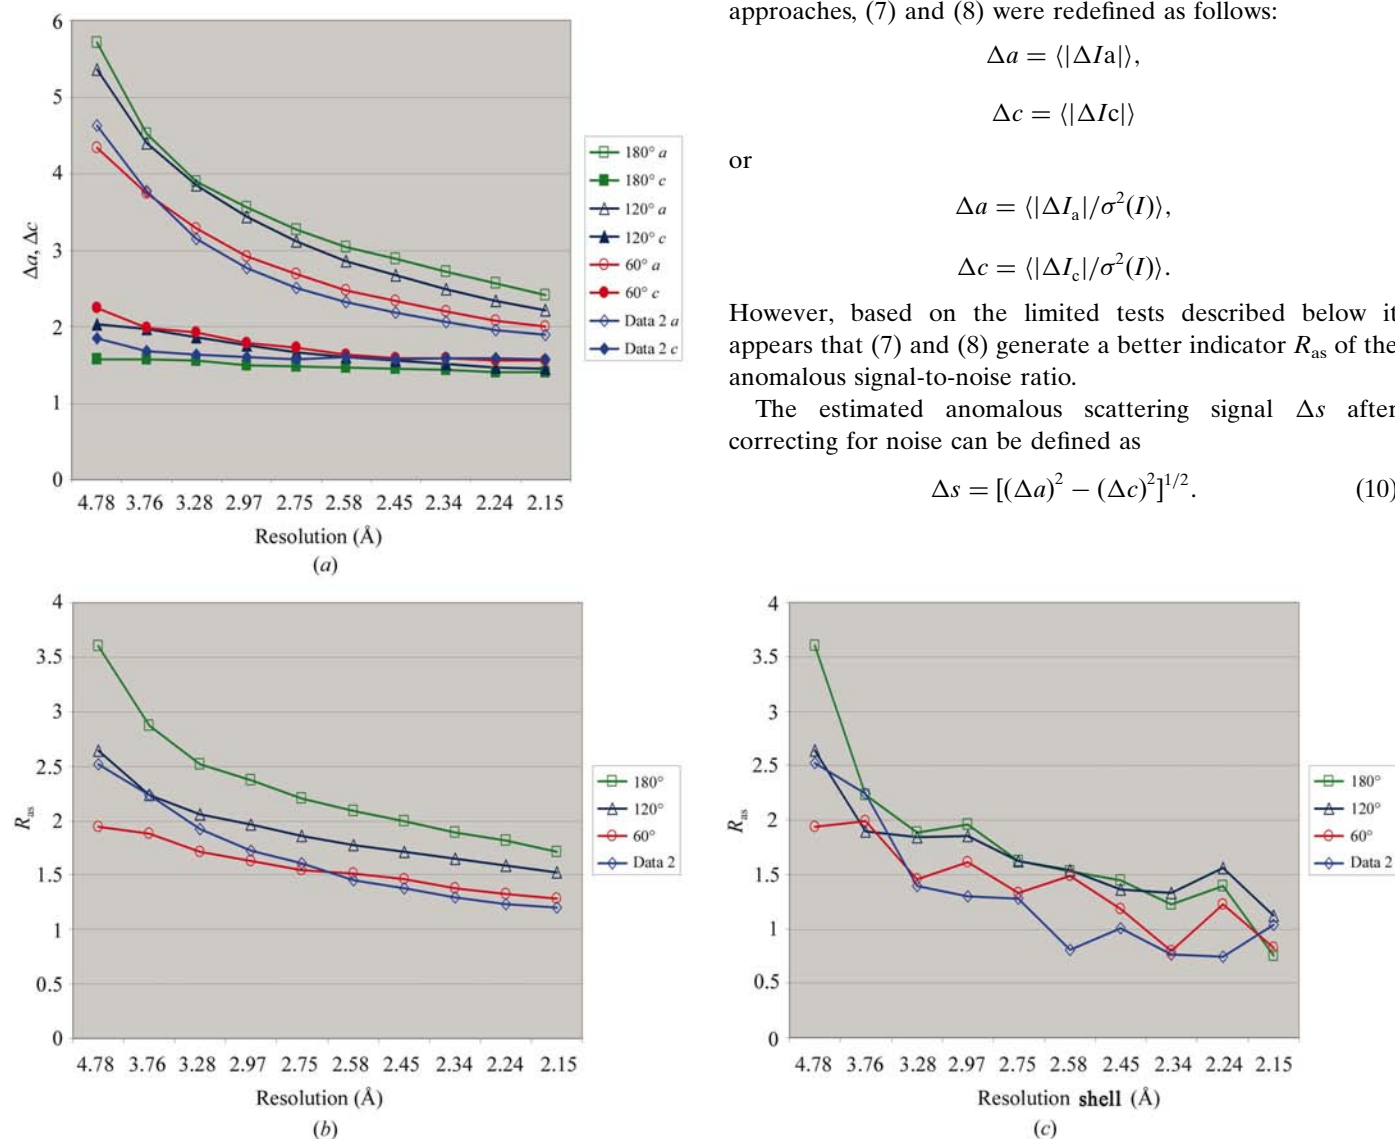 6
5
4
3
2
1
0
Δa, Δc
4.78 3.76 3.28 2.97 2.75 2.58 2.45 2.34 2.24 2.15
Resolution (Å)
(a)
180° a
180° c
120° a
120° c
60° a
60° c
Data 2 a
Data 2 c
approaches, (7) and (8) were redefined as follows:
Δa = ⟨|ΔIa|⟩,
Δc = ⟨|ΔIc|⟩
or
Δa = ⟨|ΔIₐ|/σ²(I)⟩,
Δc = ⟨|ΔI_c|/σ²(I)⟩.
However, based on the limited tests described below it
appears that (7) and (8) generate a better indicator R_as of the
anomalous signal-to-noise ratio.
The estimated anomalous scattering signal Δs after
correcting for noise can be defined as
Δs = [(Δa)² − (Δc)²]^1/2. (10)
4
3.5
3
2.5
2
1.5
1
0.5
0
R_as
4.78 3.76 3.28 2.97 2.75 2.58 2.45 2.34 2.24 2.15
Resolution (Å)
(b)
180°
120°
60°
Data 2
4
3.5
3
2.5
2
1.5
1
0.5
0
R_as
4.78 3.76 3.28 2.97 2.75 2.58 2.45 2.34 2.24 2.15
Resolution shell (Å)
(c)
180°
120°
60°
Data 2